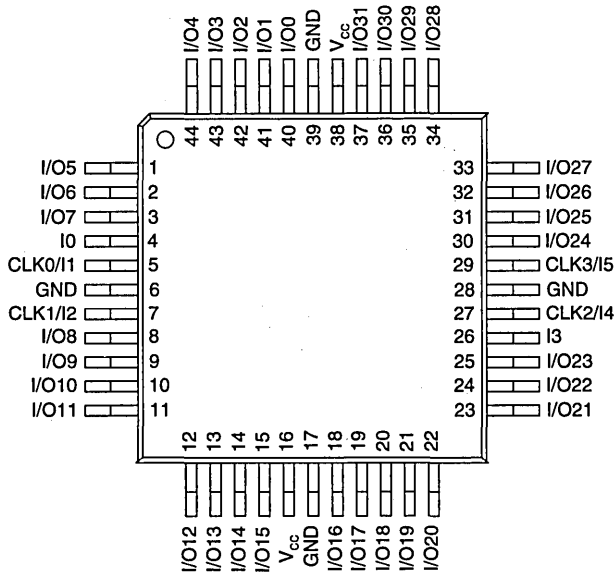 I/O4 I/O3 I/O2 I/O1 I/O0 GND Vcc I/O31 I/O30 I/O29 I/O28
44 43 42 41 40 39 38 37 36 35 34
I/O5 1 33 I/O27
I/O6 2 32 I/O26
I/O7 3 31 I/O25
I0 4 30 I/O24
CLK0/I1 5 29 CLK3/I5
GND 6 28 GND
CLK1/I2 7 27 CLK2/I4
I/O8 8 26 I3
I/O9 9 25 I/O23
I/O10 10 24 I/O22
I/O11 11 23 I/O21
12 13 14 15 16 17 18 19 20 21 22
I/O12 I/O13 I/O14 I/O15 Vcc GND I/O16 I/O17 I/O18 I/O19 I/O20